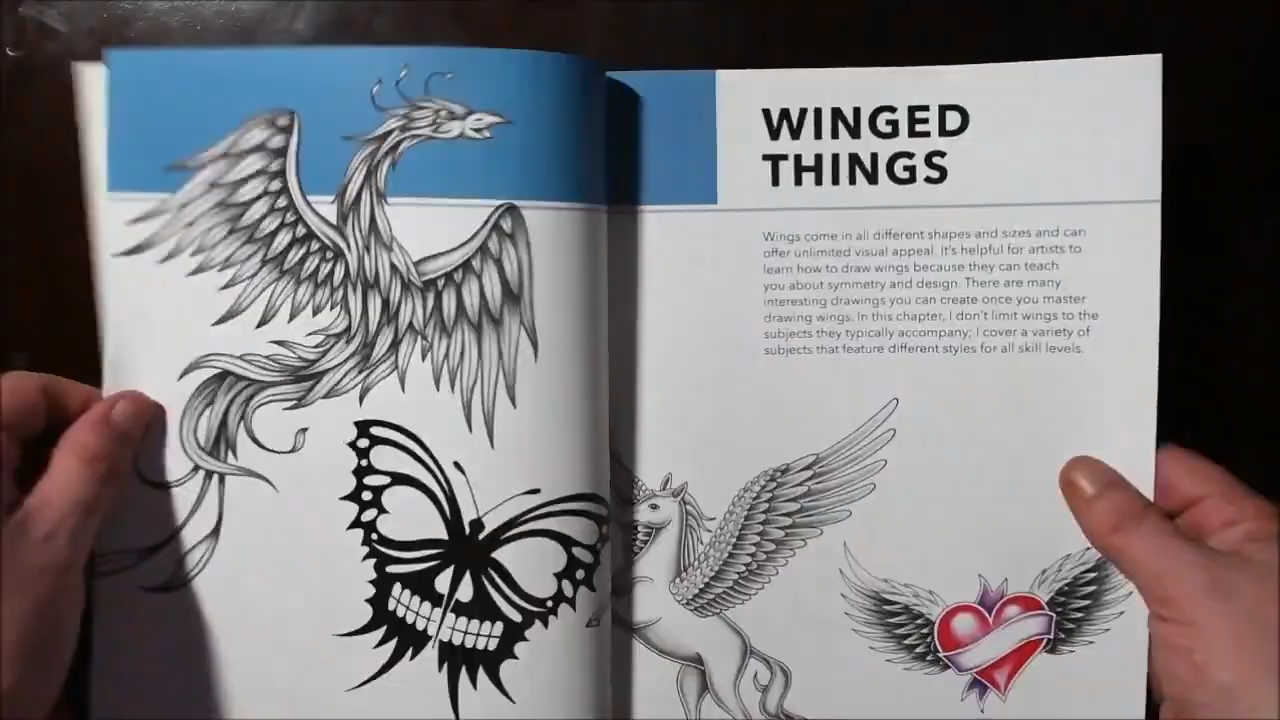 WINGED
THINGS
Wings come in all different shapes and sizes and can
offer unlimited visual appeal. It's helpful for artists to
learn how to draw wings because they can teach
you about symmetry and design. There are many
interesting drawings you can create once you master
drawing wings. In this chapter, I don't limit wings to the
subjects they typically accompany; I cover a variety of
subjects that feature different styles for all skill levels.